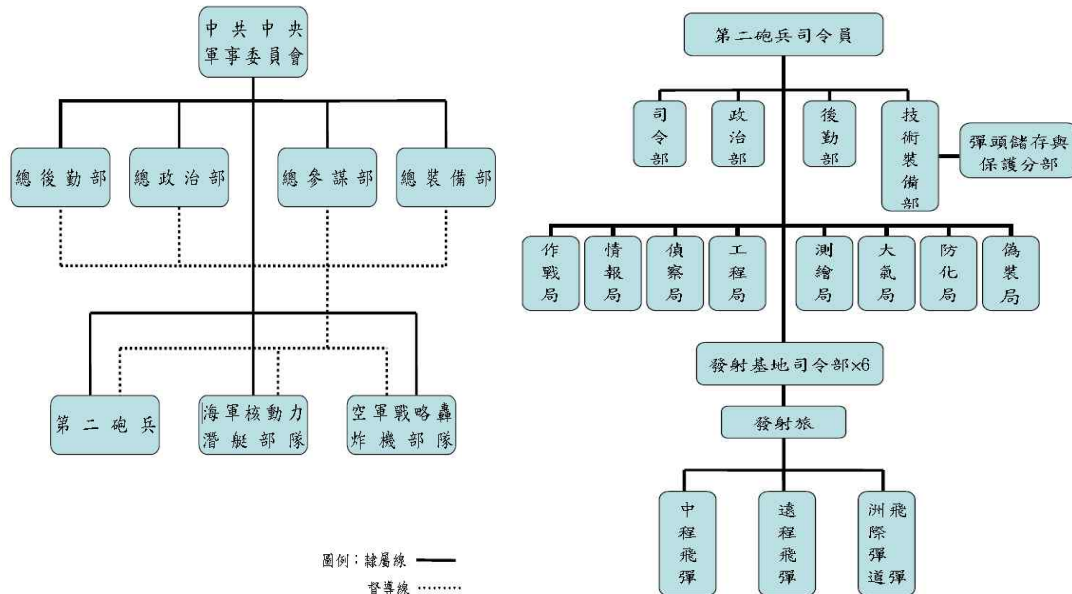 中共中央
軍事委員會
總後勤部
總政治部
總參謀部
總裝備部
第二砲兵
海軍核動力
潛艇部隊
空軍戰略轟
炸機部隊
圖例：隸屬線
督導線
第二砲兵司令員
司令部
政治部
後勤部
技術裝備部
彈頭儲存與
保護分部
作戰局
情報局
偵察局
工程局
測繪局
大氣局
防化局
偽裝局
發射基地司令部×6
發射旅
中程飛彈
遠程飛彈
洲際彈道
飛彈